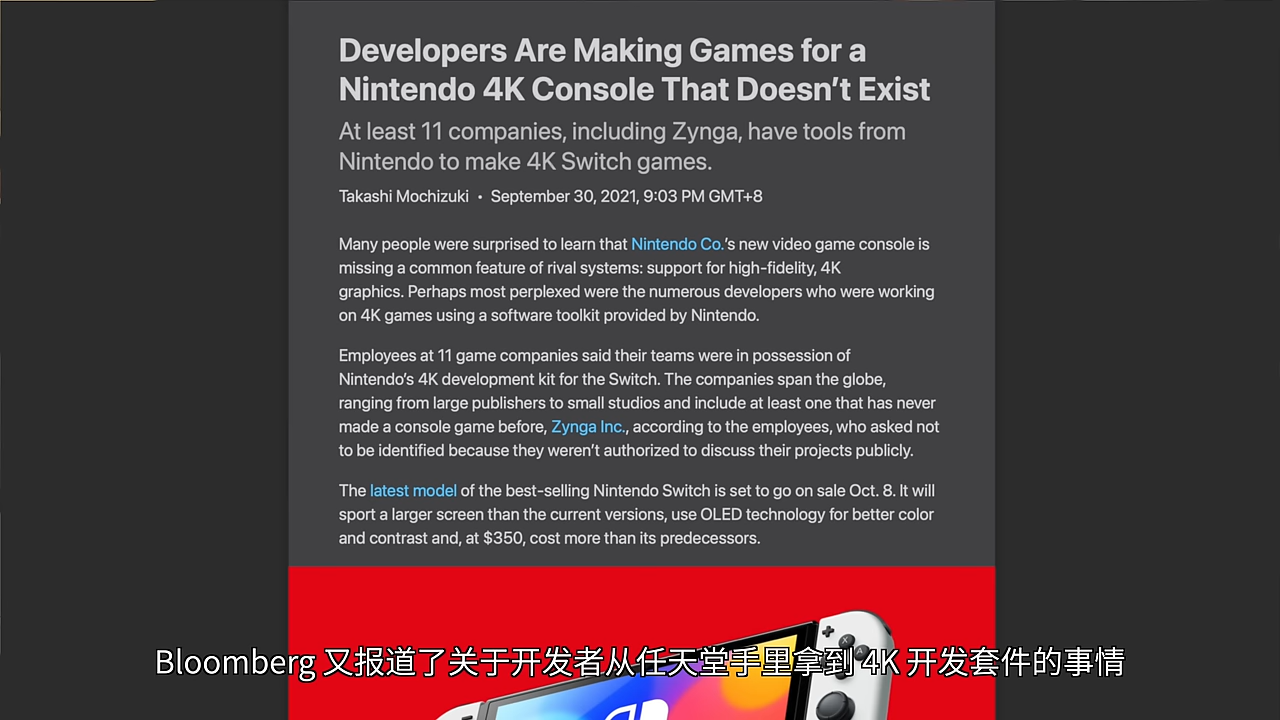 Developers Are Making Games for a
Nintendo 4K Console That Doesn’t Exist
At least 11 companies, including Zynga, have tools from
Nintendo to make 4K Switch games.
Takashi Mochizuki • September 30, 2021, 9:03 PM GMT+8
Many people were surprised to learn that Nintendo Co.’s new video game console is
missing a common feature of rival systems: support for high-fidelity, 4K
graphics. Perhaps most perplexed were the numerous developers who were working
on 4K games using a software toolkit provided by Nintendo.
Employees at 11 game companies said their teams were in possession of
Nintendo’s 4K development kit for the Switch. The companies span the globe,
ranging from large publishers to small studios and include at least one that has never
made a console game before, Zynga Inc., according to the employees, who asked not
to be identified because they weren’t authorized to discuss their projects publicly.
The latest model of the best-selling Nintendo Switch is set to go on sale Oct. 8. It will
sport a larger screen than the current versions, use OLED technology for better color
and contrast and, at $350, cost more than its predecessors.
X
A
Bloomberg 又报道了关于开发者从任天堂手里拿到 4K 开发套件的事情